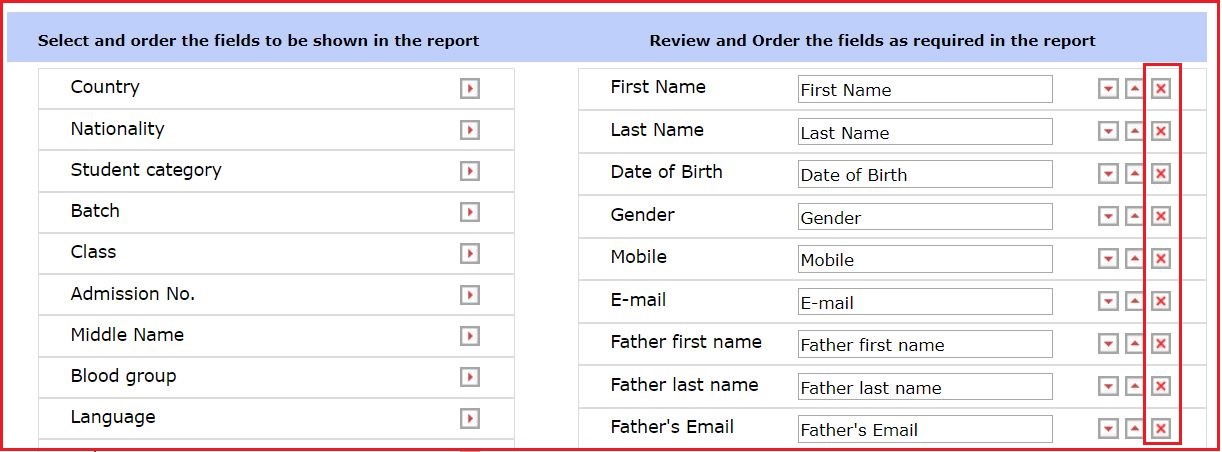 Select and order the fields to be shown in the report
Review and Order the fields as required in the report
Country
Nationality
Student category
Batch
Class
Admission No.
Middle Name
Blood group
Language
First Name First Name
Last Name Last Name
Date of Birth Date of Birth
Gender Gender
Mobile Mobile
E-mail E-mail
Father first name Father first name
Father last name Father last name
Father's Email Father's Email